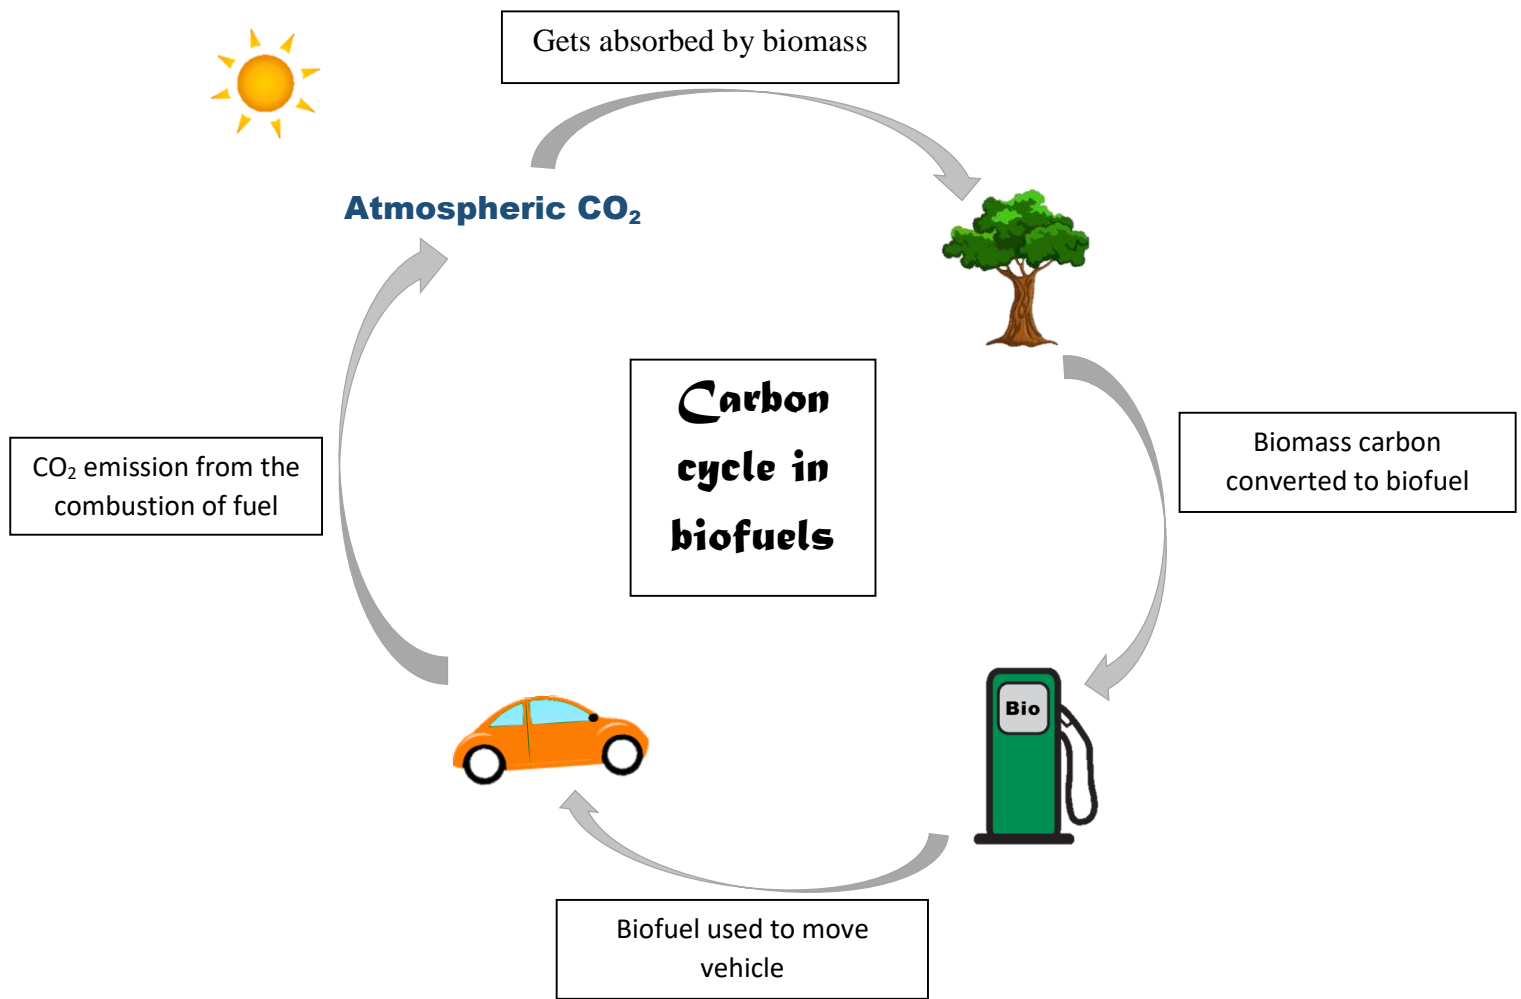 Gets absorbed by biomass
Atmospheric CO₂
Carbon
cycle in
biofuels
Biomass carbon
converted to biofuel
CO₂ emission from the
combustion of fuel
Bio
Biofuel used to move
vehicle